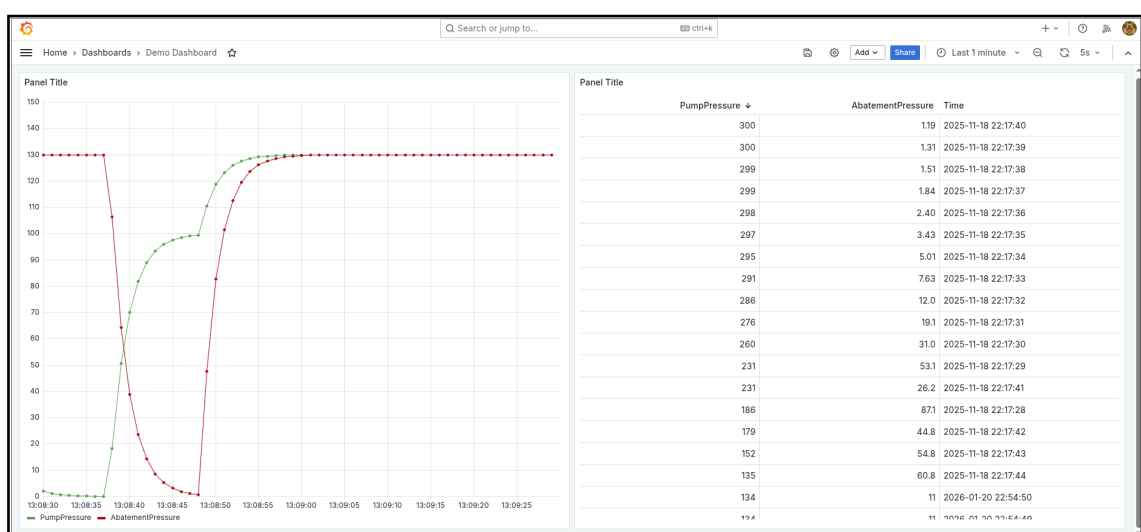 Search or jump to... ctrl+k
Home > Dashboards > Demo Dashboard Add Share Last 1 minute 5s
Panel Title
150
140
130
120
110
100
90
80
70
60
50
40
30
20
10
0
13:08:30 13:08:35 13:08:40 13:08:45 13:08:50 13:08:55 13:09:00 13:09:05 13:09:10 13:09:15 13:09:20 13:09:25
PumpPressure AbatementPressure
Panel Title
PumpPressure ↓ AbatementPressure Time
300 1.19 2025-11-18 22:17:40
300 1.31 2025-11-18 22:17:39
299 1.51 2025-11-18 22:17:38
299 1.84 2025-11-18 22:17:37
298 2.40 2025-11-18 22:17:36
297 3.43 2025-11-18 22:17:35
295 5.01 2025-11-18 22:17:34
291 7.63 2025-11-18 22:17:33
286 12.0 2025-11-18 22:17:32
276 19.1 2025-11-18 22:17:31
260 31.0 2025-11-18 22:17:30
231 53.1 2025-11-18 22:17:29
231 26.2 2025-11-18 22:17:41
186 87.1 2025-11-18 22:17:28
179 44.8 2025-11-18 22:17:42
152 54.8 2025-11-18 22:17:43
135 60.8 2025-11-18 22:17:44
134 11 2026-01-20 22:54:50
134 11 2026-01-20 22:54:49